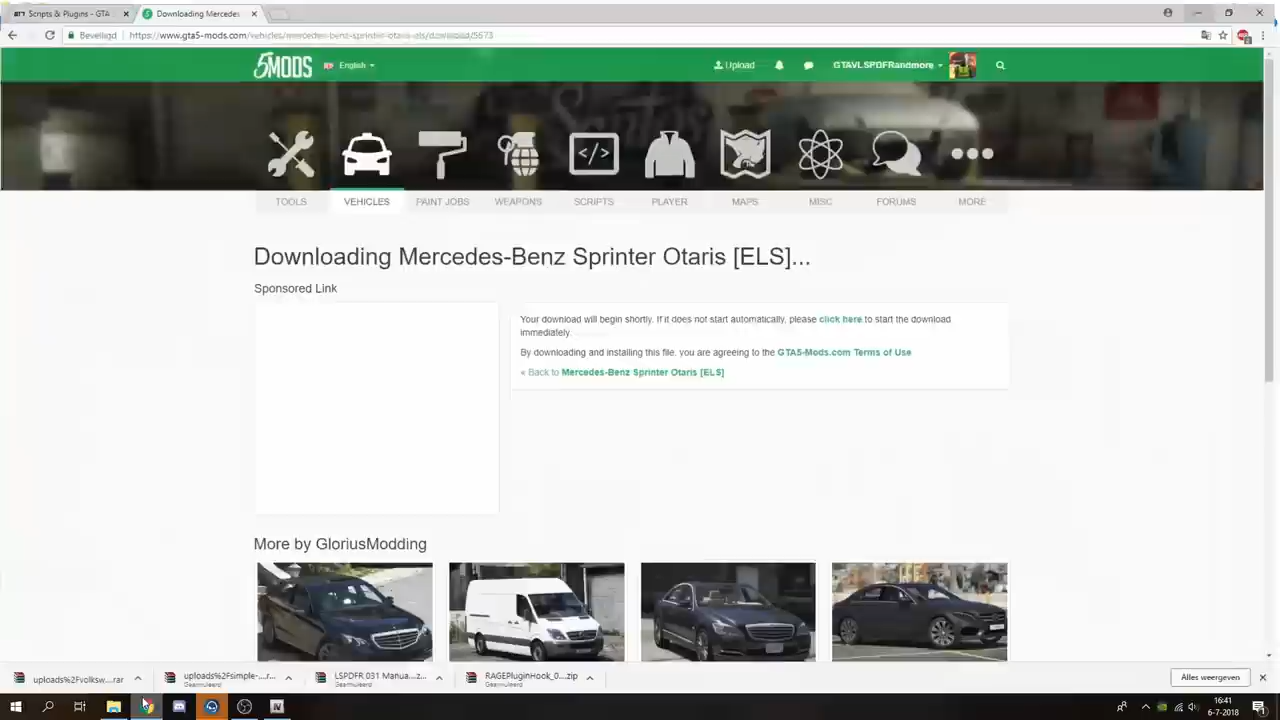 Scripts & Plugins - GTA
Downloading Mercedes
Beveiligd
https://www.gta5-mods.com/vehicles/mercedes-benz-sprinter-otaris-els/download/5673
5MODS
English
Upload
GTAVLSPDFRandmore
TOOLS
VEHICLES
PAINT JOBS
WEAPONS
SCRIPTS
PLAYER
MAPS
MISC
FORUMS
MORE
Downloading Mercedes-Benz Sprinter Otaris [ELS]...
Sponsored Link
Your download will begin shortly. If it does not start automatically, please click here to start the download
immediately.
By downloading and installing this file, you are agreeing to the GTA5-Mods.com Terms of Use
« Back to Mercedes-Benz Sprinter Otaris [ELS]
More by GloriusModding
uploads%2Fvolksw....rar
uploads%2Fsimple-....r...
Geannuleerd
LSPDFR 031 Manua....z...
Geannuleerd
RAGEPluginHook_0....zip
Geannuleerd
Alles weergeven
16:41
6-7-2018